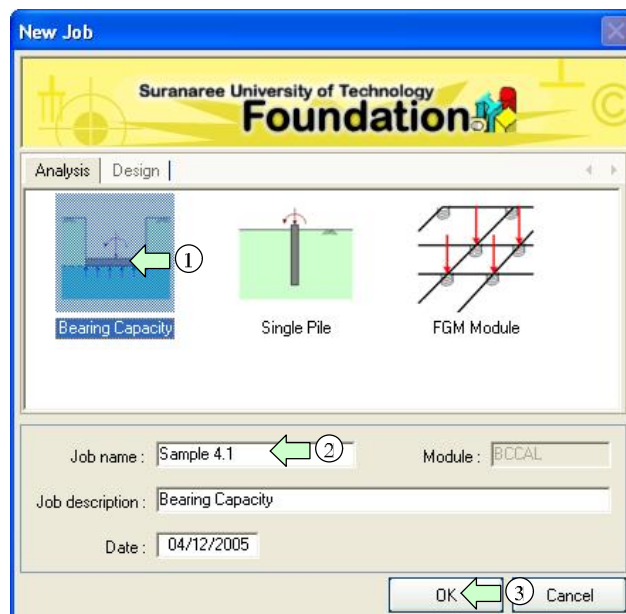 New Job
Suranaree University of Technology
Foundation
©
Analysis Design
①
Bearing Capacity Single Pile FGM Module
Job name : Sample 4.1 ② Module : BCCAL
Job description : Bearing Capacity
Date : 04/12/2005
OK ③ Cancel